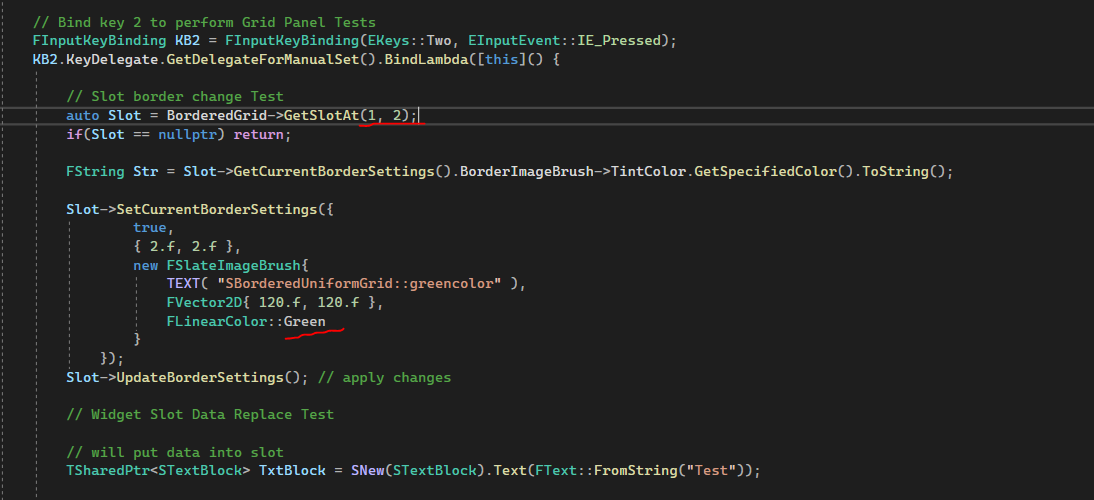 // Bind key 2 to perform Grid Panel Tests
FInputKeyBinding KB2 = FInputKeyBinding(EKeys::Two, EInputEvent::IE_Pressed);
KB2.KeyDelegate.GetDelegateForManualSet().BindLambda([this]() {
// Slot border change Test
auto Slot = BorderedGrid->GetSlotAt(1, 2);
if(Slot == nullptr) return;
FString Str = Slot->GetCurrentBorderSettings().BorderImageBrush->TintColor.GetSpecifiedColor().ToString();
Slot->SetCurrentBorderSettings({
true,
{ 2.f, 2.f },
new FSlateImageBrush{
TEXT( "SBorderedUniformGrid::greencolor" ),
FVector2D{ 120.f, 120.f },
FLinearColor::Green
}
});
Slot->UpdateBorderSettings(); // apply changes
// Widget Slot Data Replace Test
// will put data into slot
TSharedPtr<STextBlock> TxtBlock = SNew(STextBlock).Text(FText::FromString("Test"));